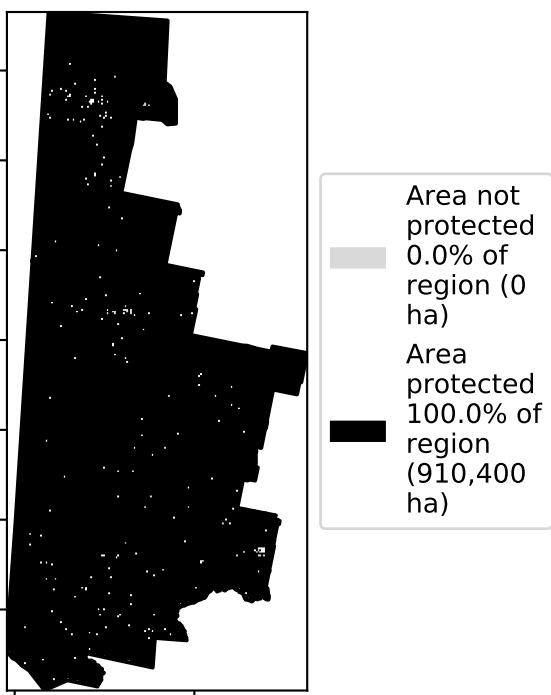 Area not
protected
0.0% of
region (0
ha)
Area
protected
100.0% of
region
(910,400
ha)